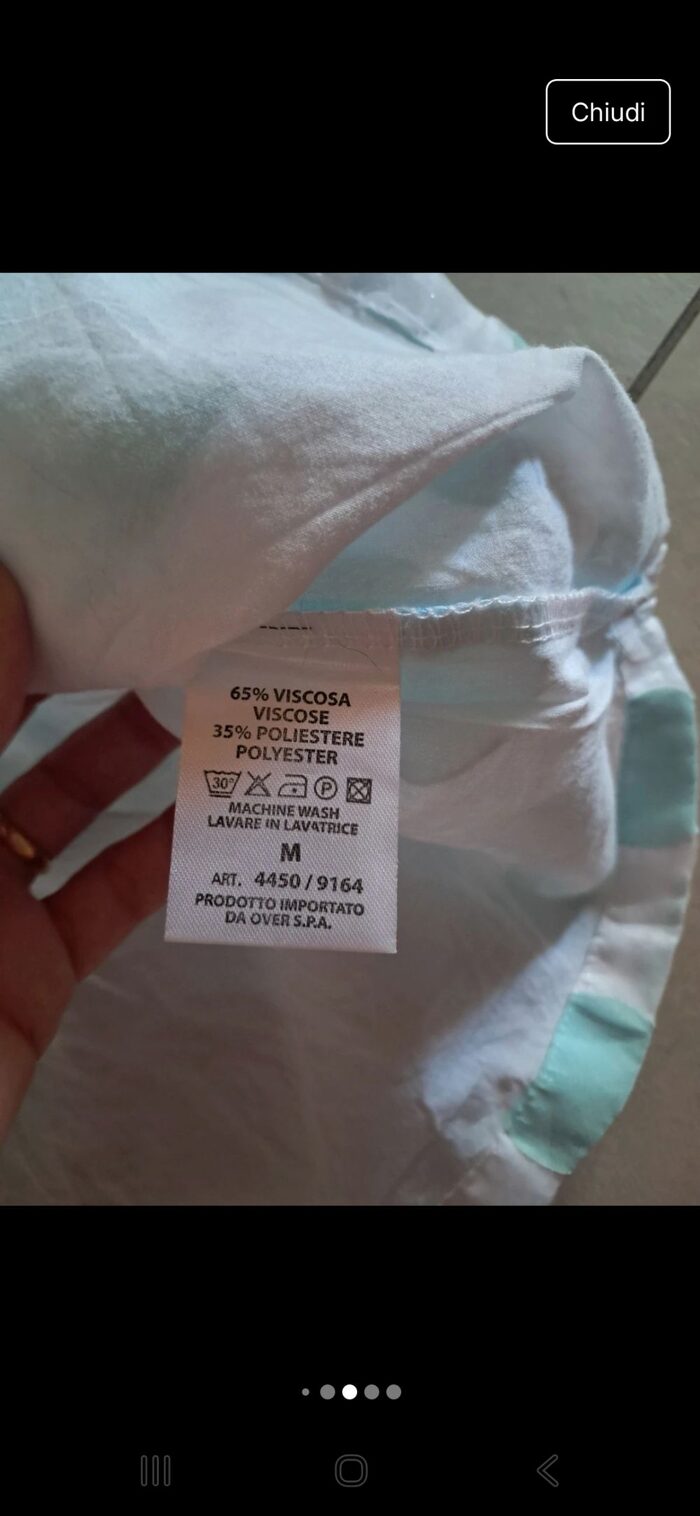 Chiudi
65% VISCOSA
VISCOSE
35% POLIESTERE
POLYESTER
30° P
MACHINE WASH
LAVARE IN LAVATRICE
M
ART. 4450 / 9164
PRODOTTO IMPORTATO
DA OVER S.P.A.